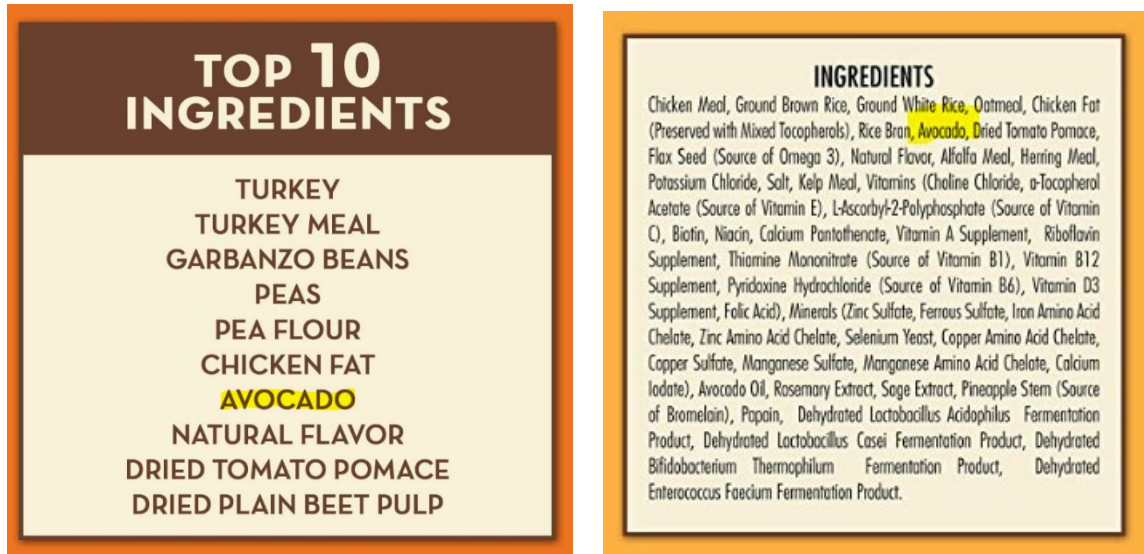 TOP 10
INGREDIENTS
TURKEY
TURKEY MEAL
GARBANZO BEANS
PEAS
PEA FLOUR
CHICKEN FAT
AVOCADO
NATURAL FLAVOR
DRIED TOMATO POMACE
DRIED PLAIN BEET PULP
INGREDIENTS
Chicken Meal, Ground Brown Rice, Ground White Rice, Oatmeal, Chicken Fat
(Preserved with Mixed Tocopherols), Rice Bran, Avocado, Dried Tomato Pomace,
Flax Seed (Source of Omega 3), Natural Flavor, Alfalfa Meal, Herring Meal,
Potassium Chloride, Salt, Kelp Meal, Vitamins (Choline Chloride, a-Tocopherol
Acetate (Source of Vitamin E), L-Ascorbyl-2-Polyphosphate (Source of Vitamin
C), Biotin, Niacin, Calcium Pantothenate, Vitamin A Supplement, Riboflavin
Supplement, Thiamine Mononitrate (Source of Vitamin B1), Vitamin B12
Supplement, Pyridoxine Hydrochloride (Source of Vitamin B6), Vitamin D3
Supplement, Folic Acid), Minerals (Zinc Sulfate, Ferrous Sulfate, Iron Amino Acid
Chelate, Zinc Amino Acid Chelate, Selenium Yeast, Copper Amino Acid Chelate,
Copper Sulfate, Manganese Sulfate, Manganese Amino Acid Chelate, Calcium
Iodate), Avocado Oil, Rosemary Extract, Sage Extract, Pineapple Stem (Source
of Bromelain), Papain, Dehydrated Lactobacillus Acidophilus Fermentation
Product, Dehydrated Lactobacillus Casei Fermentation Product, Dehydrated
Bifidobacterium Thermophilum Fermentation Product, Dehydrated
Enterococcus Faecium Fermentation Product.